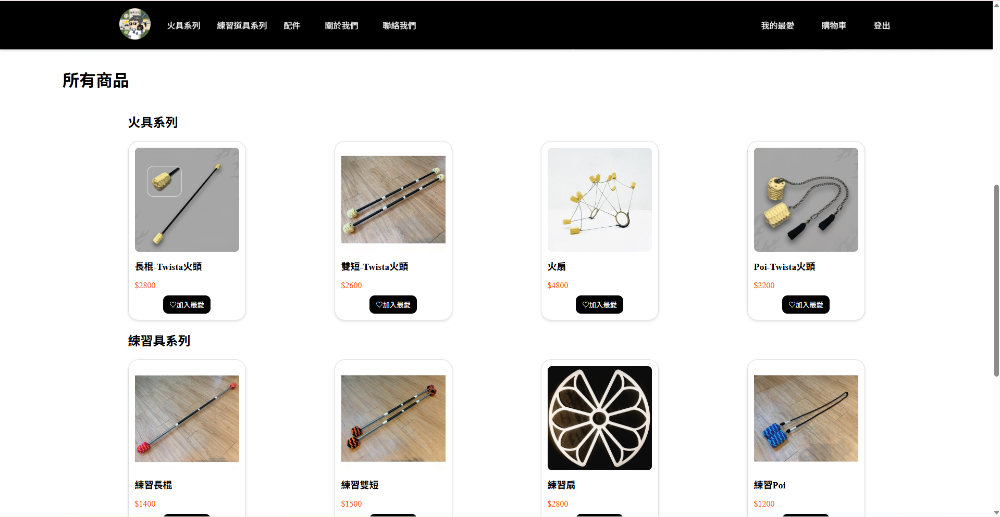 火具系列 練習道具系列 配件 關於我們 聯絡我們 我的最愛 購物車 登出
所有商品
火具系列
長棍-Twista火頭 雙短-Twista火頭 火扇 Poi-Twista火頭
$2800 $2600 $4800 $2200
♡加入最愛 ♡加入最愛 ♡加入最愛 ♡加入最愛
練習具系列
練習長棍 練習雙短 練習扇 練習Poi
$1400 $1500 $2800 $1200